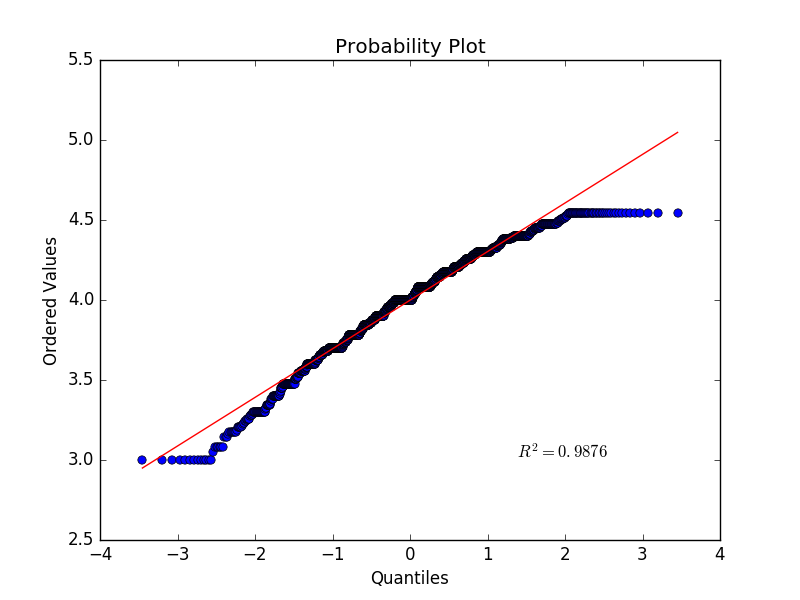 Probability Plot
5.5
5.0
4.5
4.0
3.5
3.0
2.5
Ordered Values
R² = 0.9876
−4 −3 −2 −1 0 1 2 3 4
Quantiles